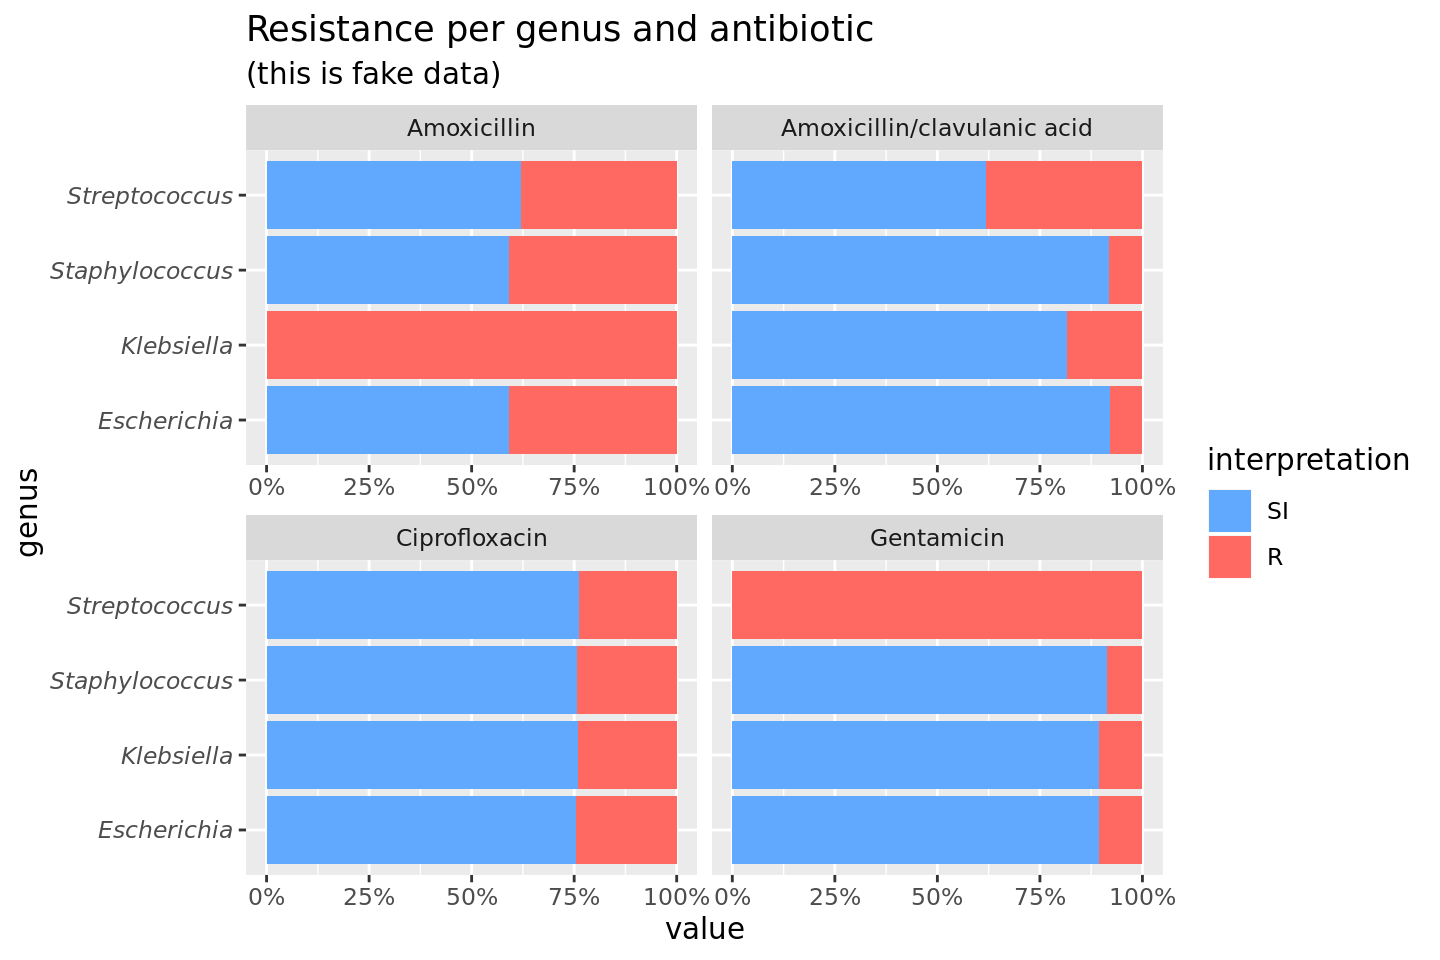 Resistance per genus and antibiotic
(this is fake data)
Amoxicillin
Amoxicillin/clavulanic acid
Streptococcus
Staphylococcus
Klebsiella
Escherichia
0% 25% 50% 75% 100% 0% 25% 50% 75% 100%
genus
interpretation
SI
R
Ciprofloxacin
Gentamicin
Streptococcus
Staphylococcus
Klebsiella
Escherichia
0% 25% 50% 75% 100% 0% 25% 50% 75% 100%
value